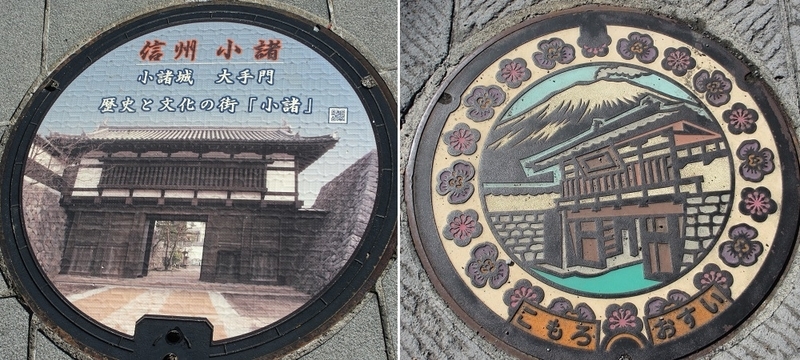 信州 小諸
小諸城 大手門
歴史と文化の街「小諸」
こもろ
おすい